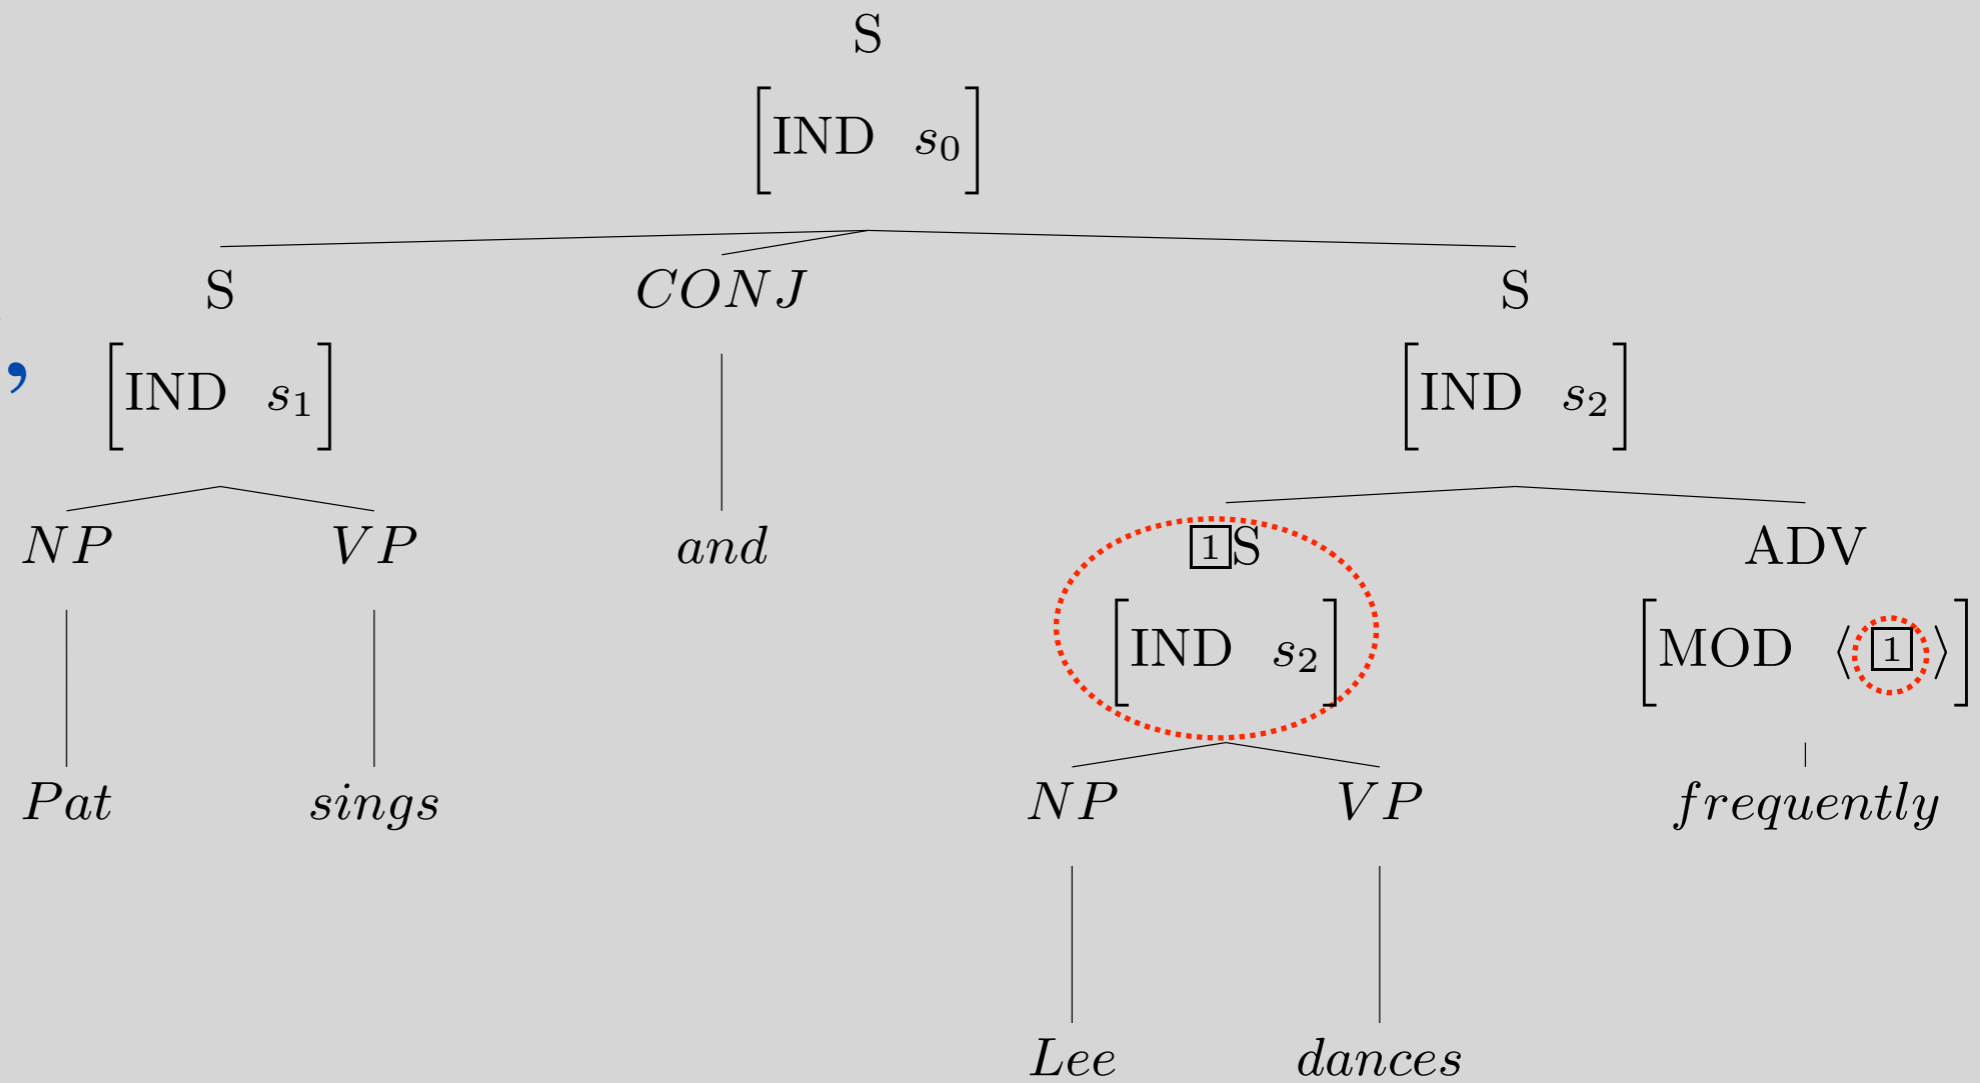 S
[IND s₀]
S CONJ S
, [IND s₁] [IND s₂]
NP VP and 1S ADV
[IND s₂] [MOD ⟨1⟩]
Pat sings NP VP frequently
Lee dances